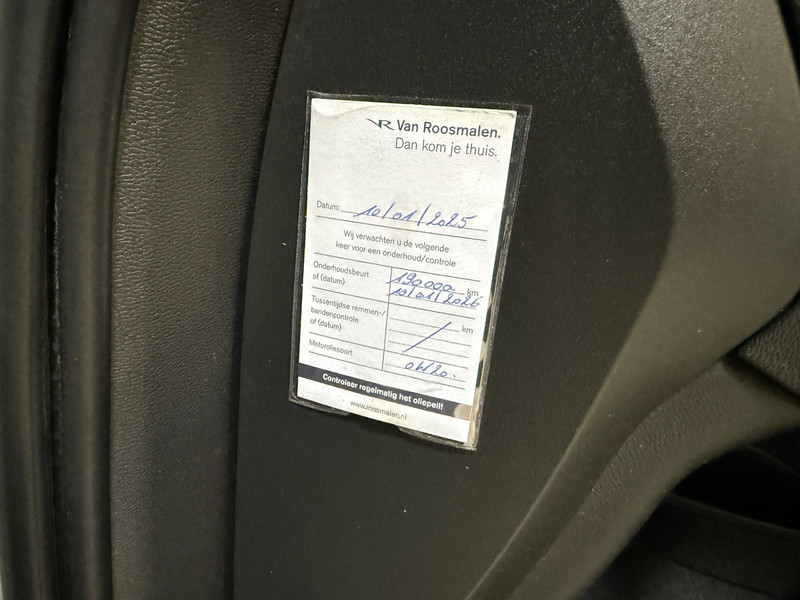 VR Van Roosmalen.
Dan kom je thuis.
Datum: 10/01/2025
Wij verwachten u de volgende
keer voor een onderhoud/controle
Onderhoudsbeurt 190000 km
of (datum) 10/01/2026
Tussentijdse remmen-/ km
bandencontrole /
of (datum)
Motoroliesoort 0W20.
Controleer regelmatig het oliepeil!
www.roosmalen.nl